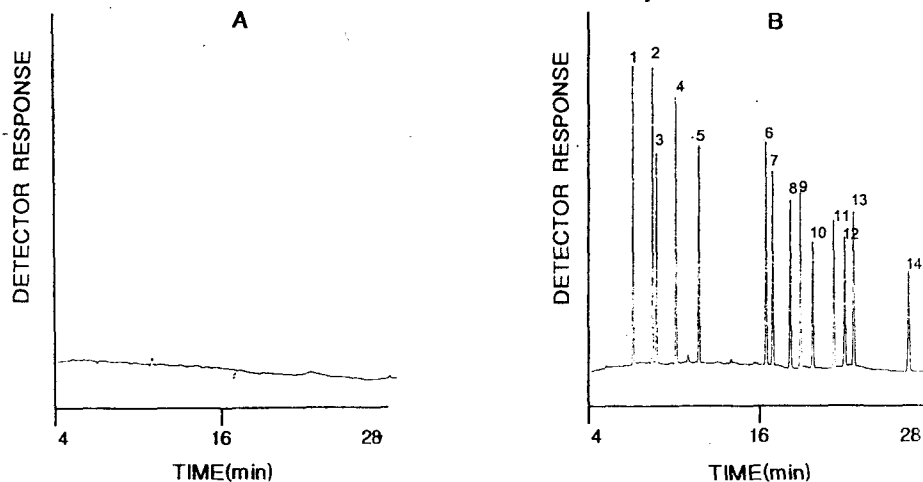 A
DETECTOR RESPONSE
4 16 28
TIME(min)
B
DETECTOR RESPONSE
1 2 3 4 5 6 7 8 9 10 11 12 13 14
4 16 28
TIME(min)